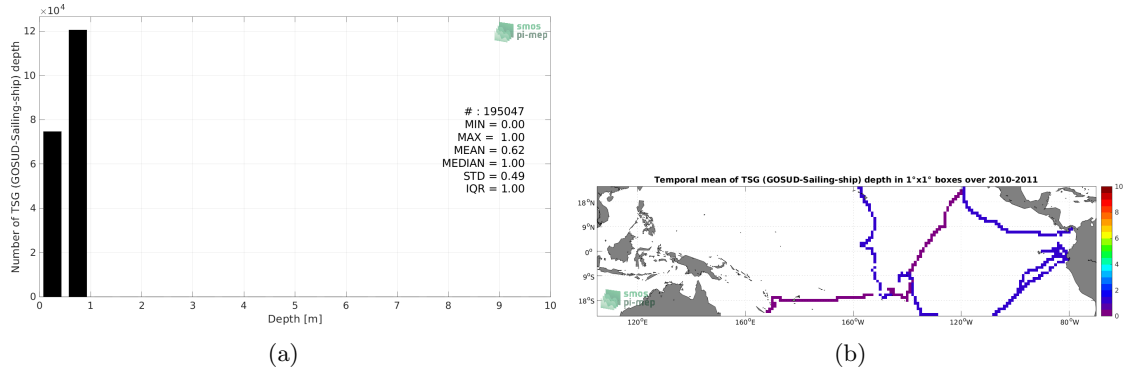 ×10⁴
12
10
8
6
4
2
0
Number of TSG (GOSUD-Sailing-ship) depth
0 1 2 3 4 5 6 7 8 9 10
Depth [m]
smos
pi-mep
# : 195047
MIN = 0.00
MAX = 1.00
MEAN = 0.62
MEDIAN = 1.00
STD = 0.49
IQR = 1.00
(a)
Temporal mean of TSG (GOSUD-Sailing-ship) depth in 1°x1° boxes over 2010-2011
18°N
9°N
0°
9°S
18°S
120°E 160°E 160°W 120°W 80°W
smos
pi-mep
10
8
6
4
2
0
(b)